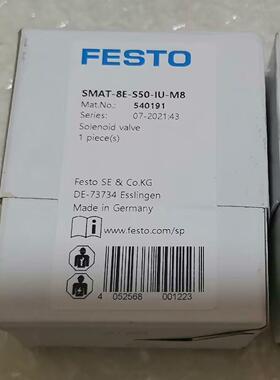 FESTO
SMAT-8E-S50-IU-M8
Mat.No.: 540191
Series: 07-2021:43
Solenoid valve
1 piece(s)
Festo SE & Co.KG
DE-73734 Esslingen
Made in Germany
www.festo.com/sp
4 052568 001223